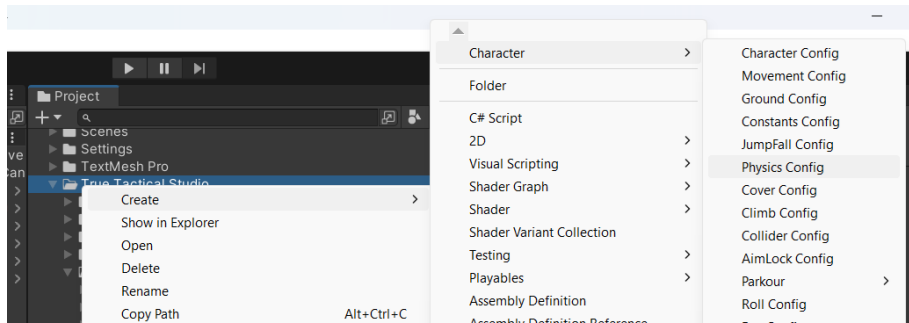 Project
Scenes
Settings
TextMesh Pro
True Tactical Studio
Create
Show in Explorer
Open
Delete
Rename
Copy Path Alt+Ctrl+C
Character
Folder
C# Script
2D
Visual Scripting
Shader Graph
Shader
Shader Variant Collection
Testing
Playables
Assembly Definition
Assembly Definition Reference
Character Config
Movement Config
Ground Config
Constants Config
JumpFall Config
Physics Config
Cover Config
Climb Config
Collider Config
AimLock Config
Parkour
Roll Config